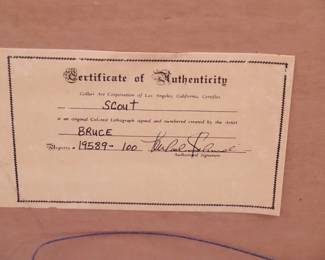 Certificate of Authenticity
Collier Art Corporation of Los Angeles, California, Certifies
SCOUT
is an original Colored Lithograph signed and numbered created by the Artist
BRUCE
19589- 100
Authorized Signature